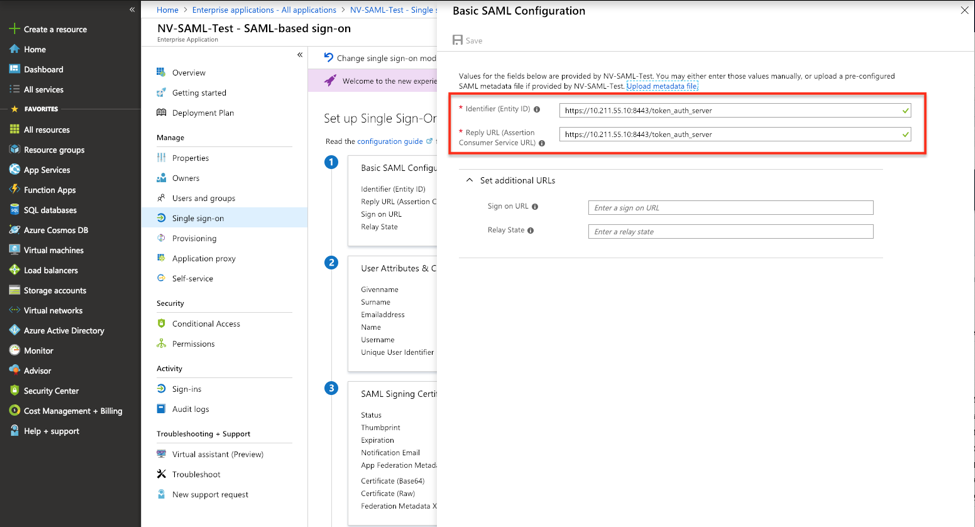 «
Create a resource
Home
Dashboard
All services
FAVORITES
All resources
Resource groups
App Services
Function Apps
SQL databases
Azure Cosmos DB
Virtual machines
Load balancers
Storage accounts
Virtual networks
Azure Active Directory
Monitor
Advisor
Security Center
Cost Management + Billing
Help + support
Home > Enterprise applications - All applications > NV-SAML-Test - Single s
NV-SAML-Test - SAML-based sign-on
Enterprise Application
«
Overview
Getting started
Deployment Plan
Manage
Properties
Owners
Users and groups
Single sign-on
Provisioning
Application proxy
Self-service
Security
Conditional Access
Permissions
Activity
Sign-ins
Audit logs
Troubleshooting + Support
Virtual assistant (Preview)
Troubleshoot
New support request
Change single sign-on mod
Welcome to the new experie
Set up Single Sign-Or
Read the configuration guide
1
Basic SAML Configu
Identifier (Entity ID)
Reply URL (Assertion C
Sign on URL
Relay State
2
User Attributes & C
Givenname
Surname
Emailaddress
Name
Username
Unique User Identifier
3
SAML Signing Certif
Status
Thumbprint
Expiration
Notification Email
App Federation Metada
Certificate (Base64)
Certificate (Raw)
Federation Metadata X
Basic SAML Configuration
Save
Values for the fields below are provided by NV-SAML-Test. You may either enter those values manually, or upload a pre-configured
SAML metadata file if provided by NV-SAML-Test. Upload metadata file.
* Identifier (Entity ID)
https://10.211.55.10:8443/token_auth_server
* Reply URL (Assertion
Consumer Service URL)
https://10.211.55.10:8443/token_auth_server
Set additional URLs
Sign on URL
Enter a sign on URL
Relay State
Enter a relay state